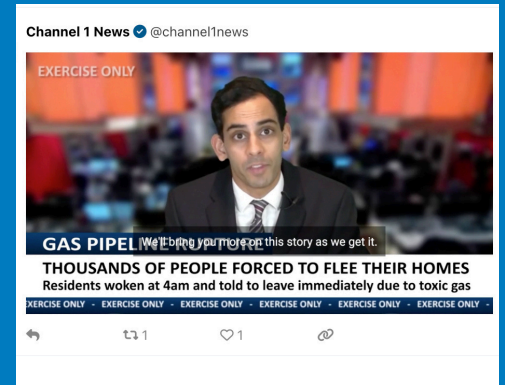 Channel 1 News @channel1news
EXERCISE ONLY
GAS PIPELINE RUPTURE
We'll bring you more on this story as we get it.
THOUSANDS OF PEOPLE FORCED TO FLEE THEIR HOMES
Residents woken at 4am and told to leave immediately due to toxic gas
EXERCISE ONLY - EXERCISE ONLY - EXERCISE ONLY - EXERCISE ONLY - EXERCISE ONLY - EXERCISE ONLY -
1 1